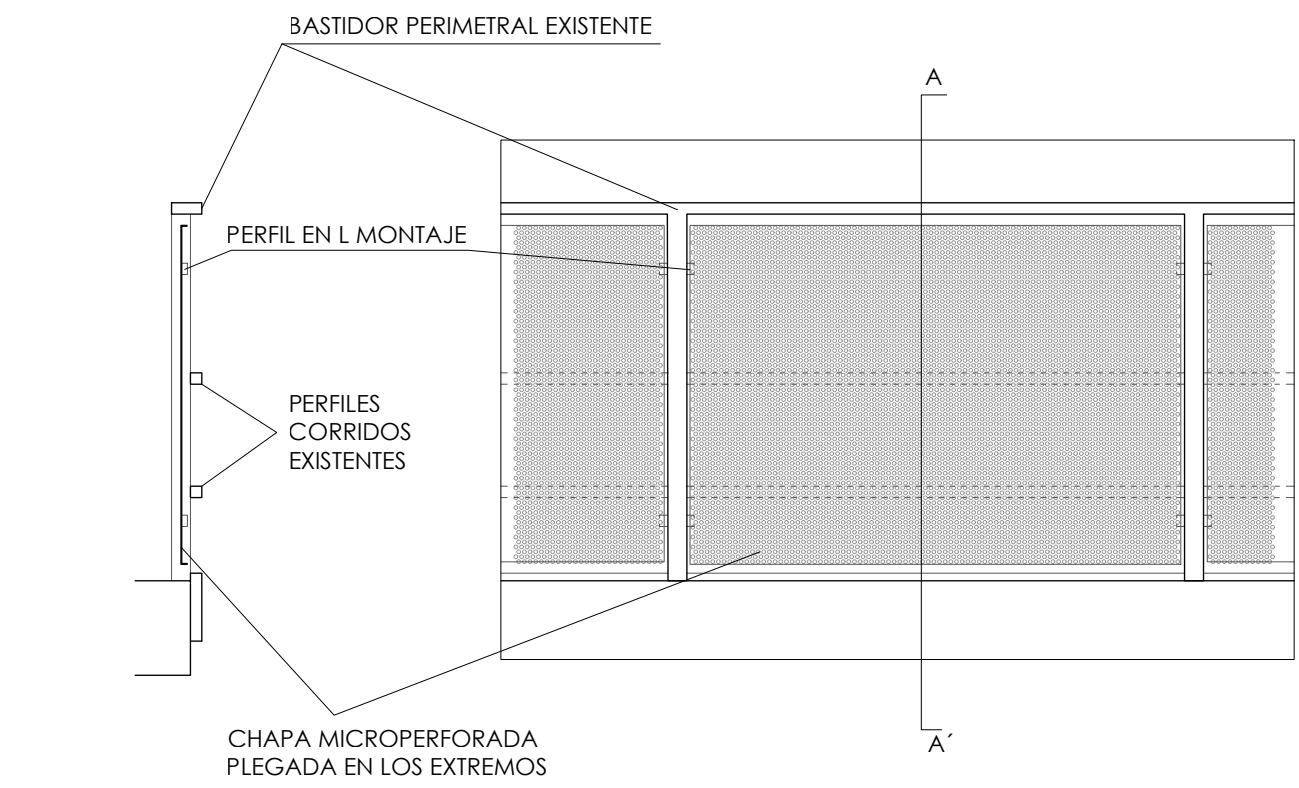 BASTIDOR PERIMETRAL EXISTENTE
A
PERFIL EN L MONTAJE
PERFILES
CORRIDOS
EXISTENTES
CHAPA MICROPERFORADA
PLEGADA EN LOS EXTREMOS
A´